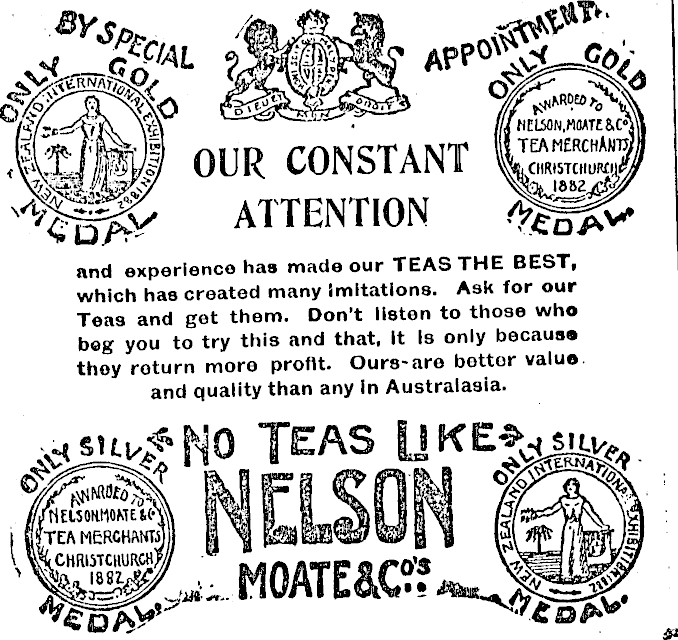 BY SPECIAL APPOINTMENT.
ONLY GOLD MEDAL
NEW ZEALAND INTERNATIONAL EXHIBITION 1882
DIEU ET MON DROIT
ONLY GOLD MEDAL.
AWARDED TO
NELSON, MOATE & Co
TEA MERCHANTS
CHRISTCHURCH
1882
OUR CONSTANT
ATTENTION
and experience has made our TEAS THE BEST,
which has created many imitations. Ask for our
Teas and get them. Don't listen to those who
beg you to try this and that, it is only because
they return more profit. Ours are better value
and quality than any in Australasia.
NO TEAS LIKE
NELSON
MOATE & Co's.
ONLY SILVER MEDAL.
AWARDED TO
NELSON, MOATE & Co
TEA MERCHANTS
CHRISTCHURCH
1882
ONLY SILVER MEDAL.
NEW ZEALAND INTERNATIONAL EXHIBITION 1882